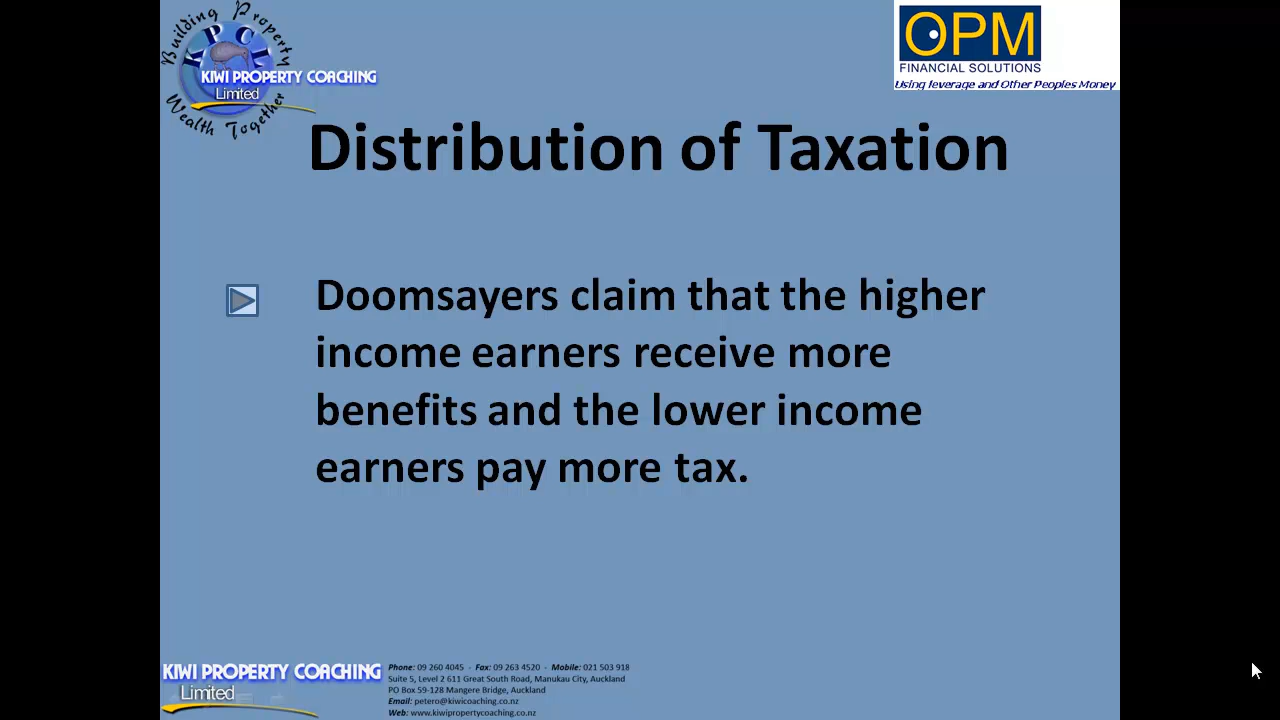 Building Property
KPCL
KIWI PROPERTY COACHING
Limited
Wealth Together
OPM
FINANCIAL SOLUTIONS
Using leverage and Other Peoples Money
Distribution of Taxation
Doomsayers claim that the higher
income earners receive more
benefits and the lower income
earners pay more tax.
KIWI PROPERTY COACHING
Limited
Phone: 09 260 4045 - Fax: 09 263 4520 - Mobile: 021 503 918
Suite 5, Level 2 611 Great South Road, Manukau City, Auckland
PO Box 59-128 Mangere Bridge, Auckland
Email: petero@kiwicoaching.co.nz
Web: www.kiwipropertycoaching.co.nz